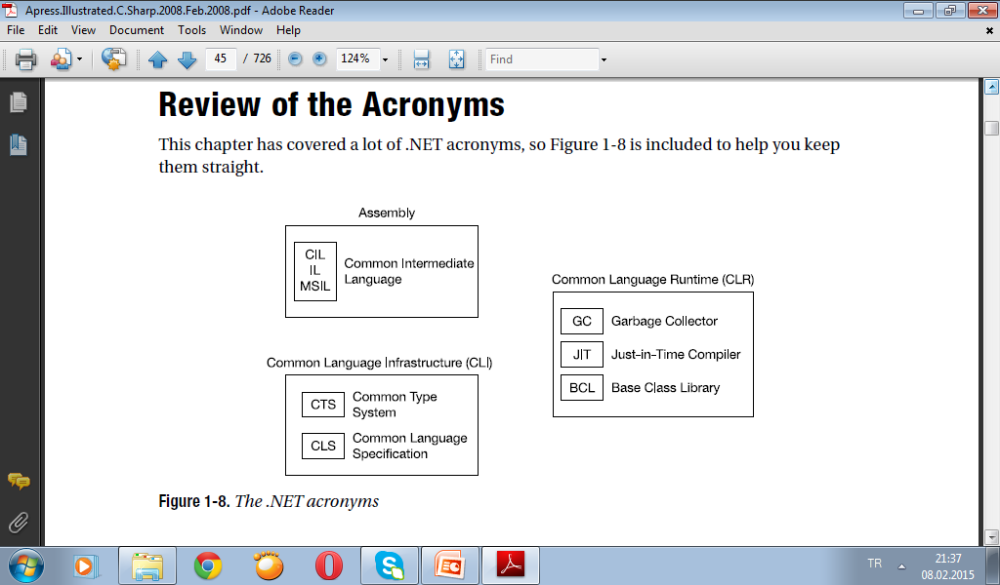 Apress.Illustrated.C.Sharp.2008.Feb.2008.pdf - Adobe Reader
File Edit View Document Tools Window Help
45 / 726 124% Find
Review of the Acronyms
This chapter has covered a lot of .NET acronyms, so Figure 1-8 is included to help you keep
them straight.
Assembly
CIL
IL
MSIL
Common Intermediate
Language
Common Language Infrastructure (CLI)
CTS
Common Type
System
CLS
Common Language
Specification
Common Language Runtime (CLR)
GC Garbage Collector
JIT Just-in-Time Compiler
BCL Base Class Library
Figure 1-8. The .NET acronyms
TR
21:37
08.02.2015